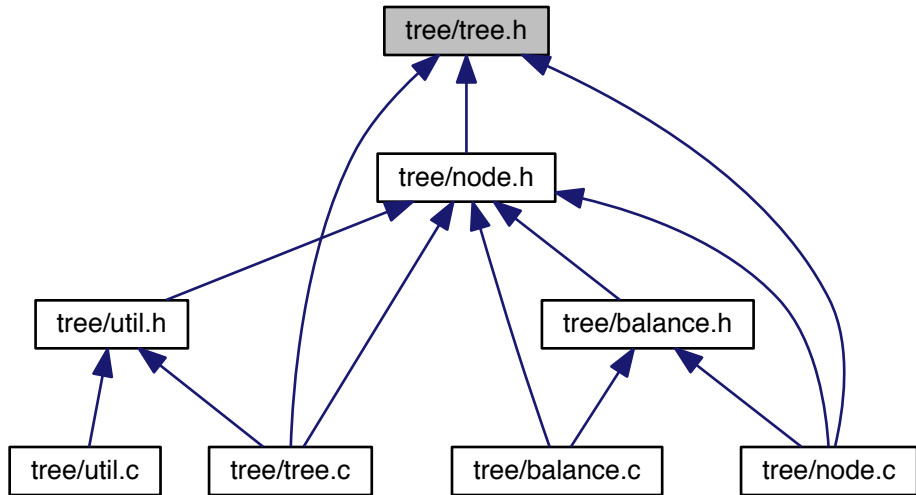 tree/tree.h
tree/node.h
tree/util.h
tree/balance.h
tree/util.c
tree/tree.c
tree/balance.c
tree/node.c